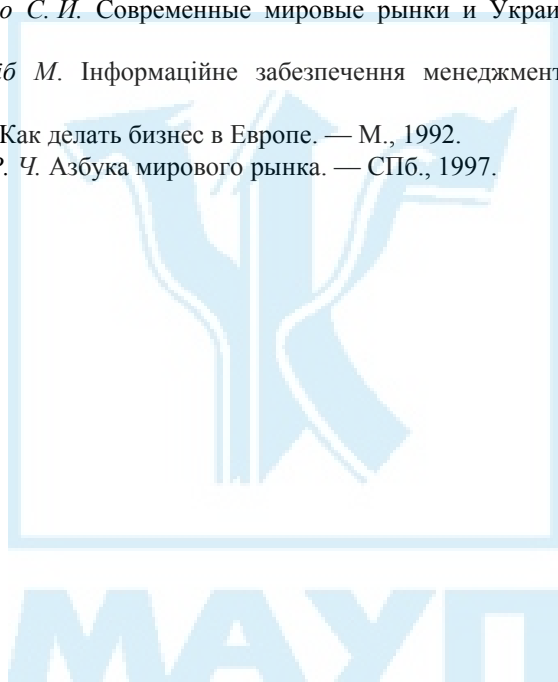 о С. И. Современные мировые рынки и Украи
іб М. Інформаційне забезпечення менеджмент
Как делать бизнес в Европе. — М., 1992.
Р. Ч. Азбука мирового рынка. — СПб., 1997.
МАУП